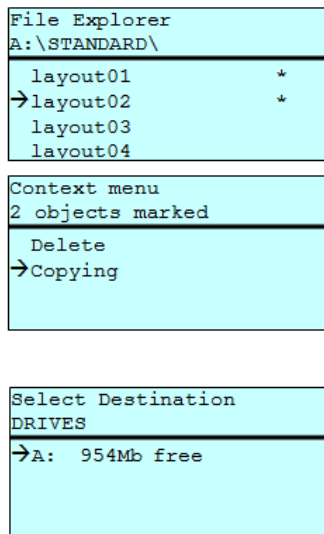 File Explorer
A:\STANDARD\
layout01 *
→layout02 *
layout03
layout04
Context menu
2 objects marked
Delete
→Copying
Select Destination
DRIVES
→A: 954Mb free